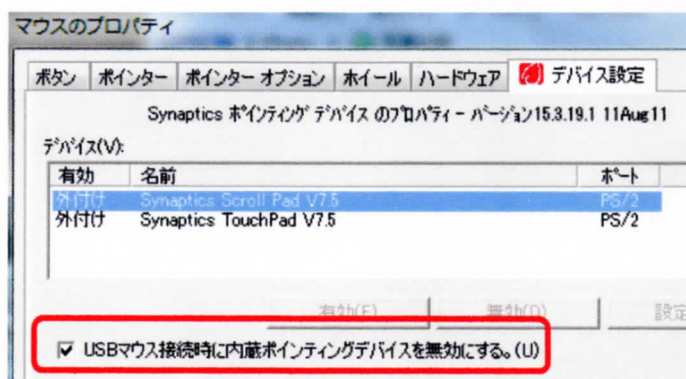 マウスのプロパティ
ボタン ポインター ポインター オプション ホイール ハードウェア デバイス設定
Synaptics ポインティング デバイス のプロパティ - バージョン15.3.19.1 11Aug11
デバイス(V):
有効 名前 ポート
外付け Synaptics Scroll Pad V7.5 PS/2
外付け Synaptics TouchPad V7.5 PS/2
有効(E) 無効(D) 設定
USBマウス接続時に内蔵ポインティングデバイスを無効にする。(U)